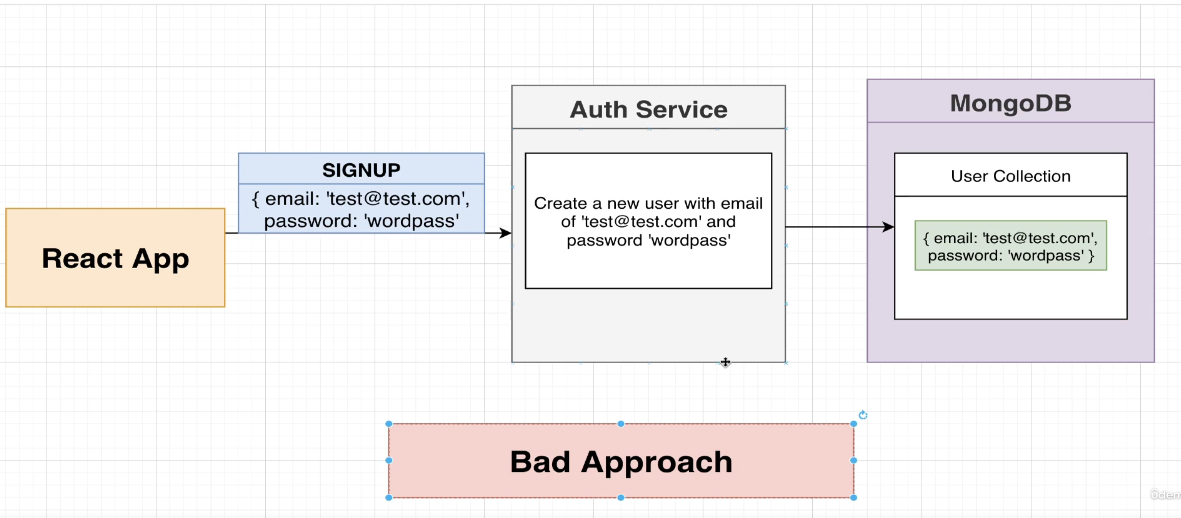 Auth Service
MongoDB
SIGNUP
{ email: 'test@test.com',
password: 'wordpass'
React App
Create a new user with email
of 'test@test.com' and
password 'wordpass'
User Collection
{ email: 'test@test.com',
password: 'wordpass' }
Bad Approach